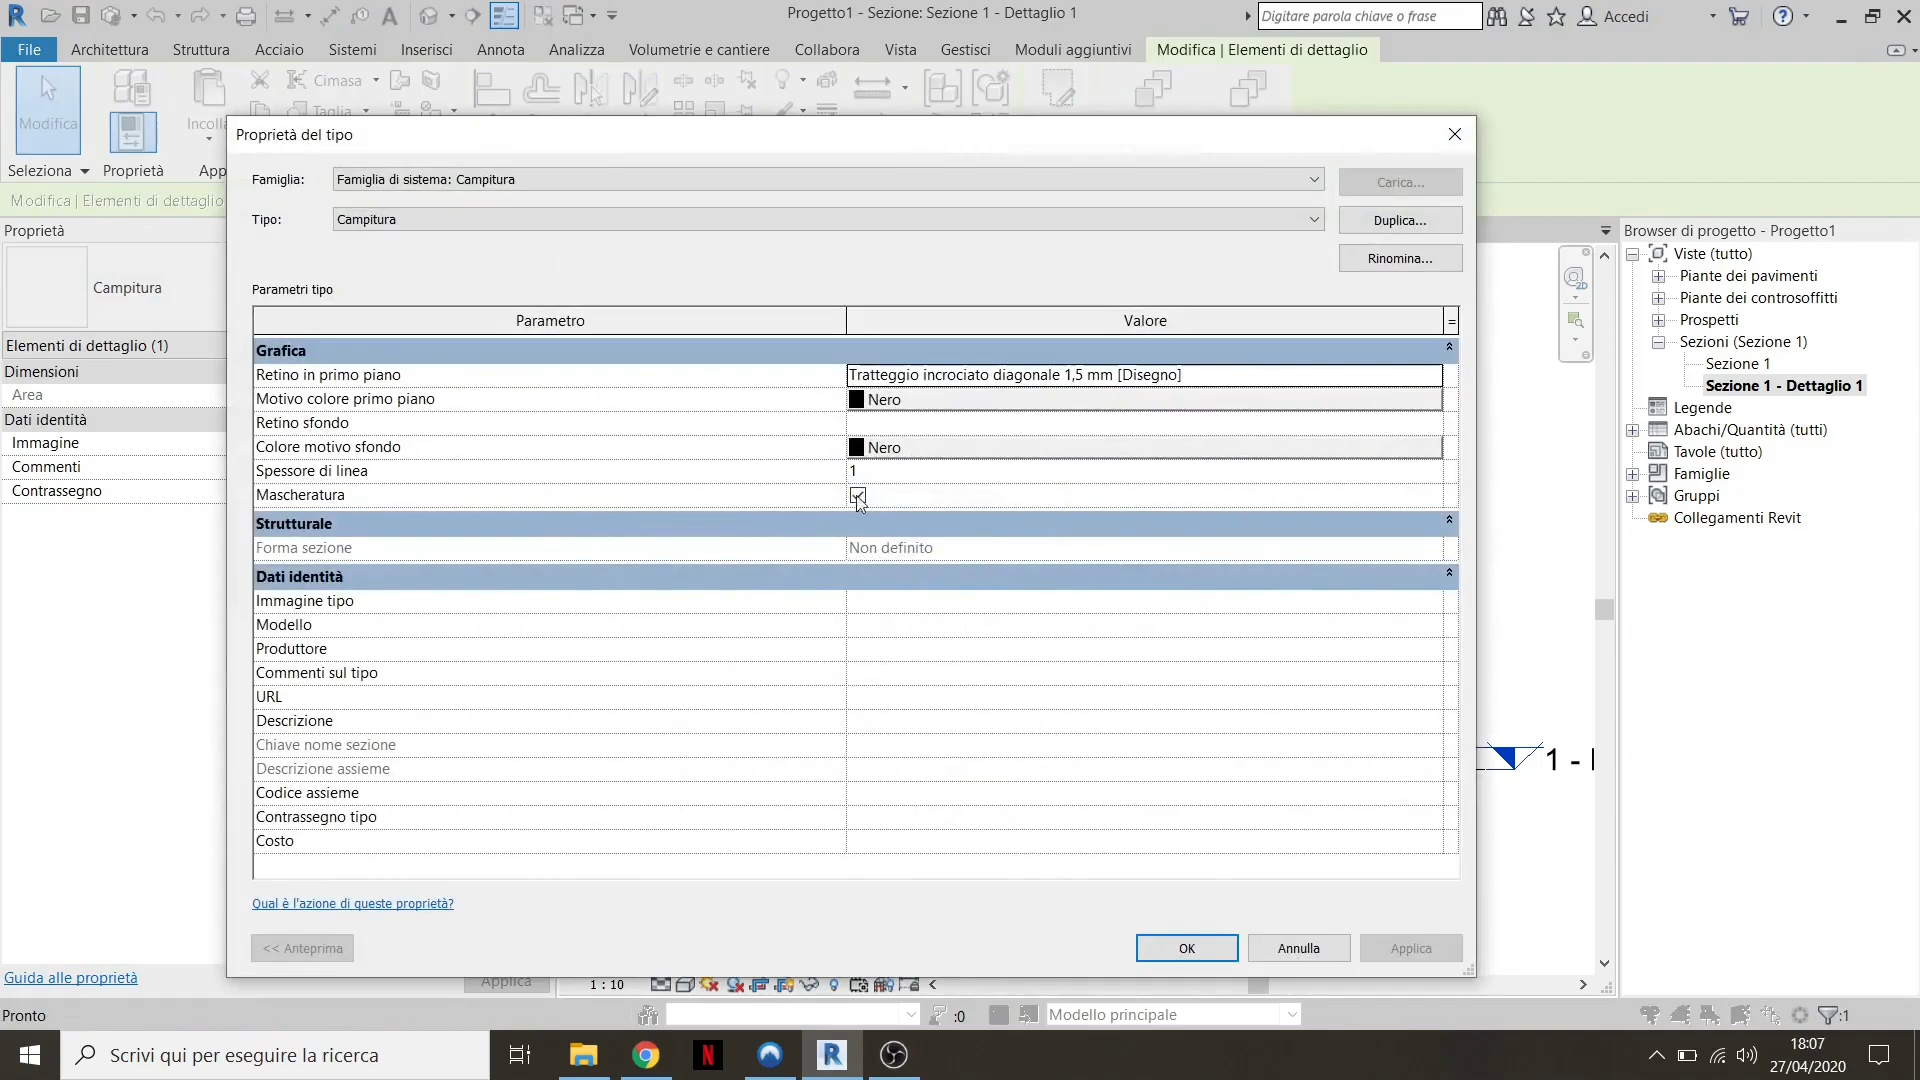 Progetto1 - Sezione: Sezione 1 - Dettaglio 1
Digitare parola chiave o frase
Accedi
File Architettura Struttura Acciaio Sistemi Inserisci Annota Analizza Volumetrie e cantiere Collabora Vista Gestisci Moduli aggiuntivi Modifica | Elementi di dettaglio
Cimasa
Taglia
Modifica
Seleziona Proprietà
Modifica | Elementi di dettaglio
Proprietà
Campitura
Elementi di dettaglio (1)
Dimensioni
Area
Dati identità
Immagine
Commenti
Contrassegno
Guida alle proprietà
Applica
Proprietà del tipo
Famiglia: Famiglia di sistema: Campitura Carica...
Tipo: Campitura Duplica...
Rinomina...
Parametri tipo
Parametro Valore =
Grafica
Retino in primo piano Tratteggio incrociato diagonale 1,5 mm [Disegno]
Motivo colore primo piano Nero
Retino sfondo
Colore motivo sfondo Nero
Spessore di linea 1
Mascheratura
Strutturale
Forma sezione Non definito
Dati identità
Immagine tipo
Modello
Produttore
Commenti sul tipo
URL
Descrizione
Chiave nome sezione
Descrizione assieme
Codice assieme
Contrassegno tipo
Costo
Qual è l'azione di queste proprietà?
<< Anteprima OK Annulla Applica
Browser di progetto - Progetto1
Viste (tutto)
Piante dei pavimenti
Piante dei controsoffitti
Prospetti
Sezioni (Sezione 1)
Sezione 1
Sezione 1 - Dettaglio 1
Legende
Abachi/Quantità (tutti)
Tavole (tutto)
Famiglie
Gruppi
Collegamenti Revit
2D
1 -
1 : 10
Pronto
:0
Modello principale
:1
Scrivi qui per eseguire la ricerca
18:07
27/04/2020